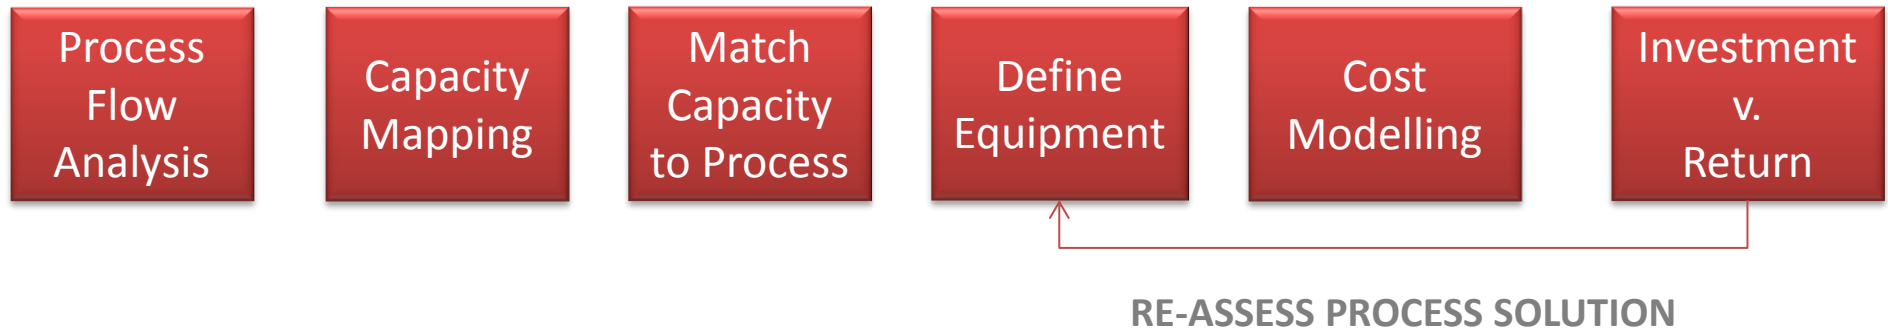 Process
Flow
Analysis
Capacity
Mapping
Match
Capacity
to Process
Define
Equipment
Cost
Modelling
Investment
v.
Return
RE-ASSESS PROCESS SOLUTION